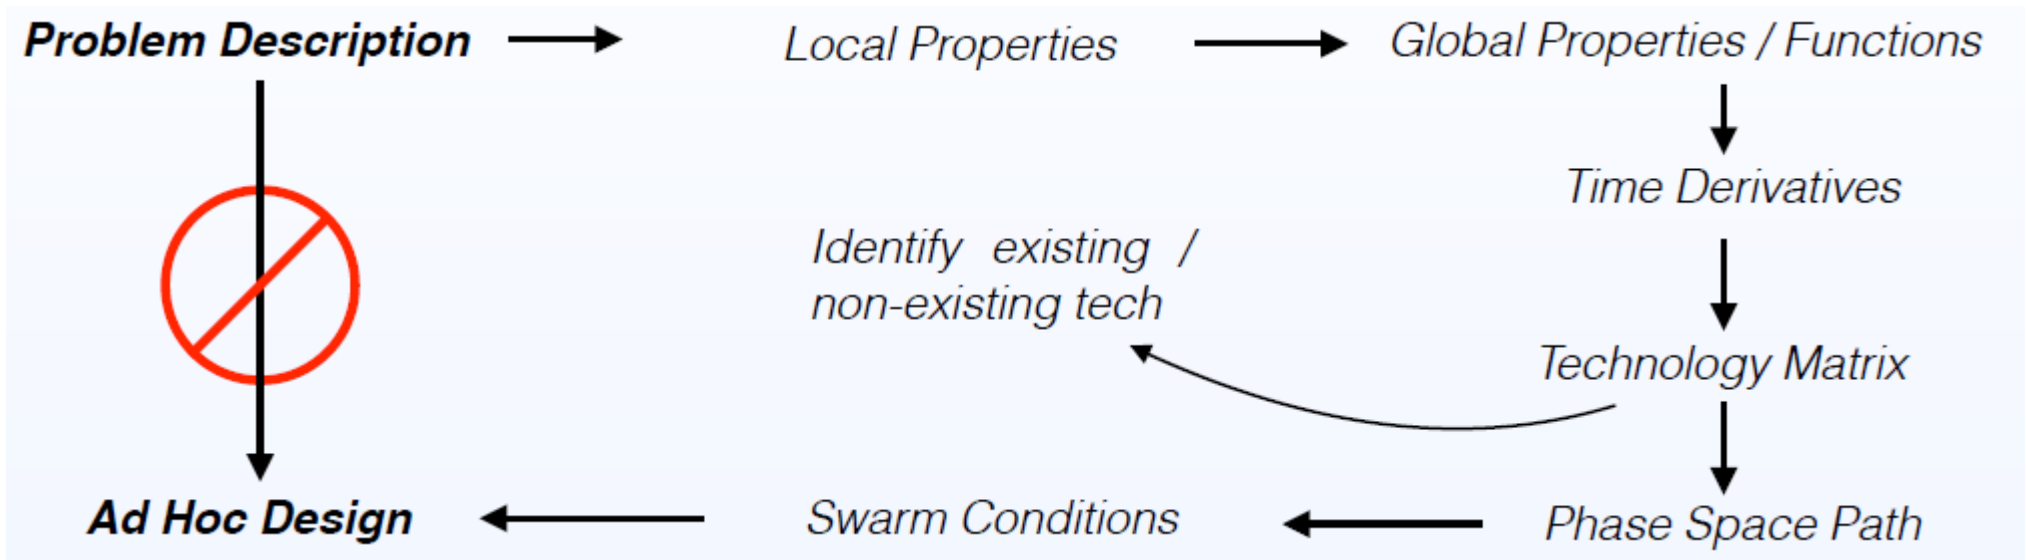 Problem Description
Local Properties
Global Properties / Functions
Time Derivatives
Identify existing /
non-existing tech
Technology Matrix
Ad Hoc Design
Swarm Conditions
Phase Space Path